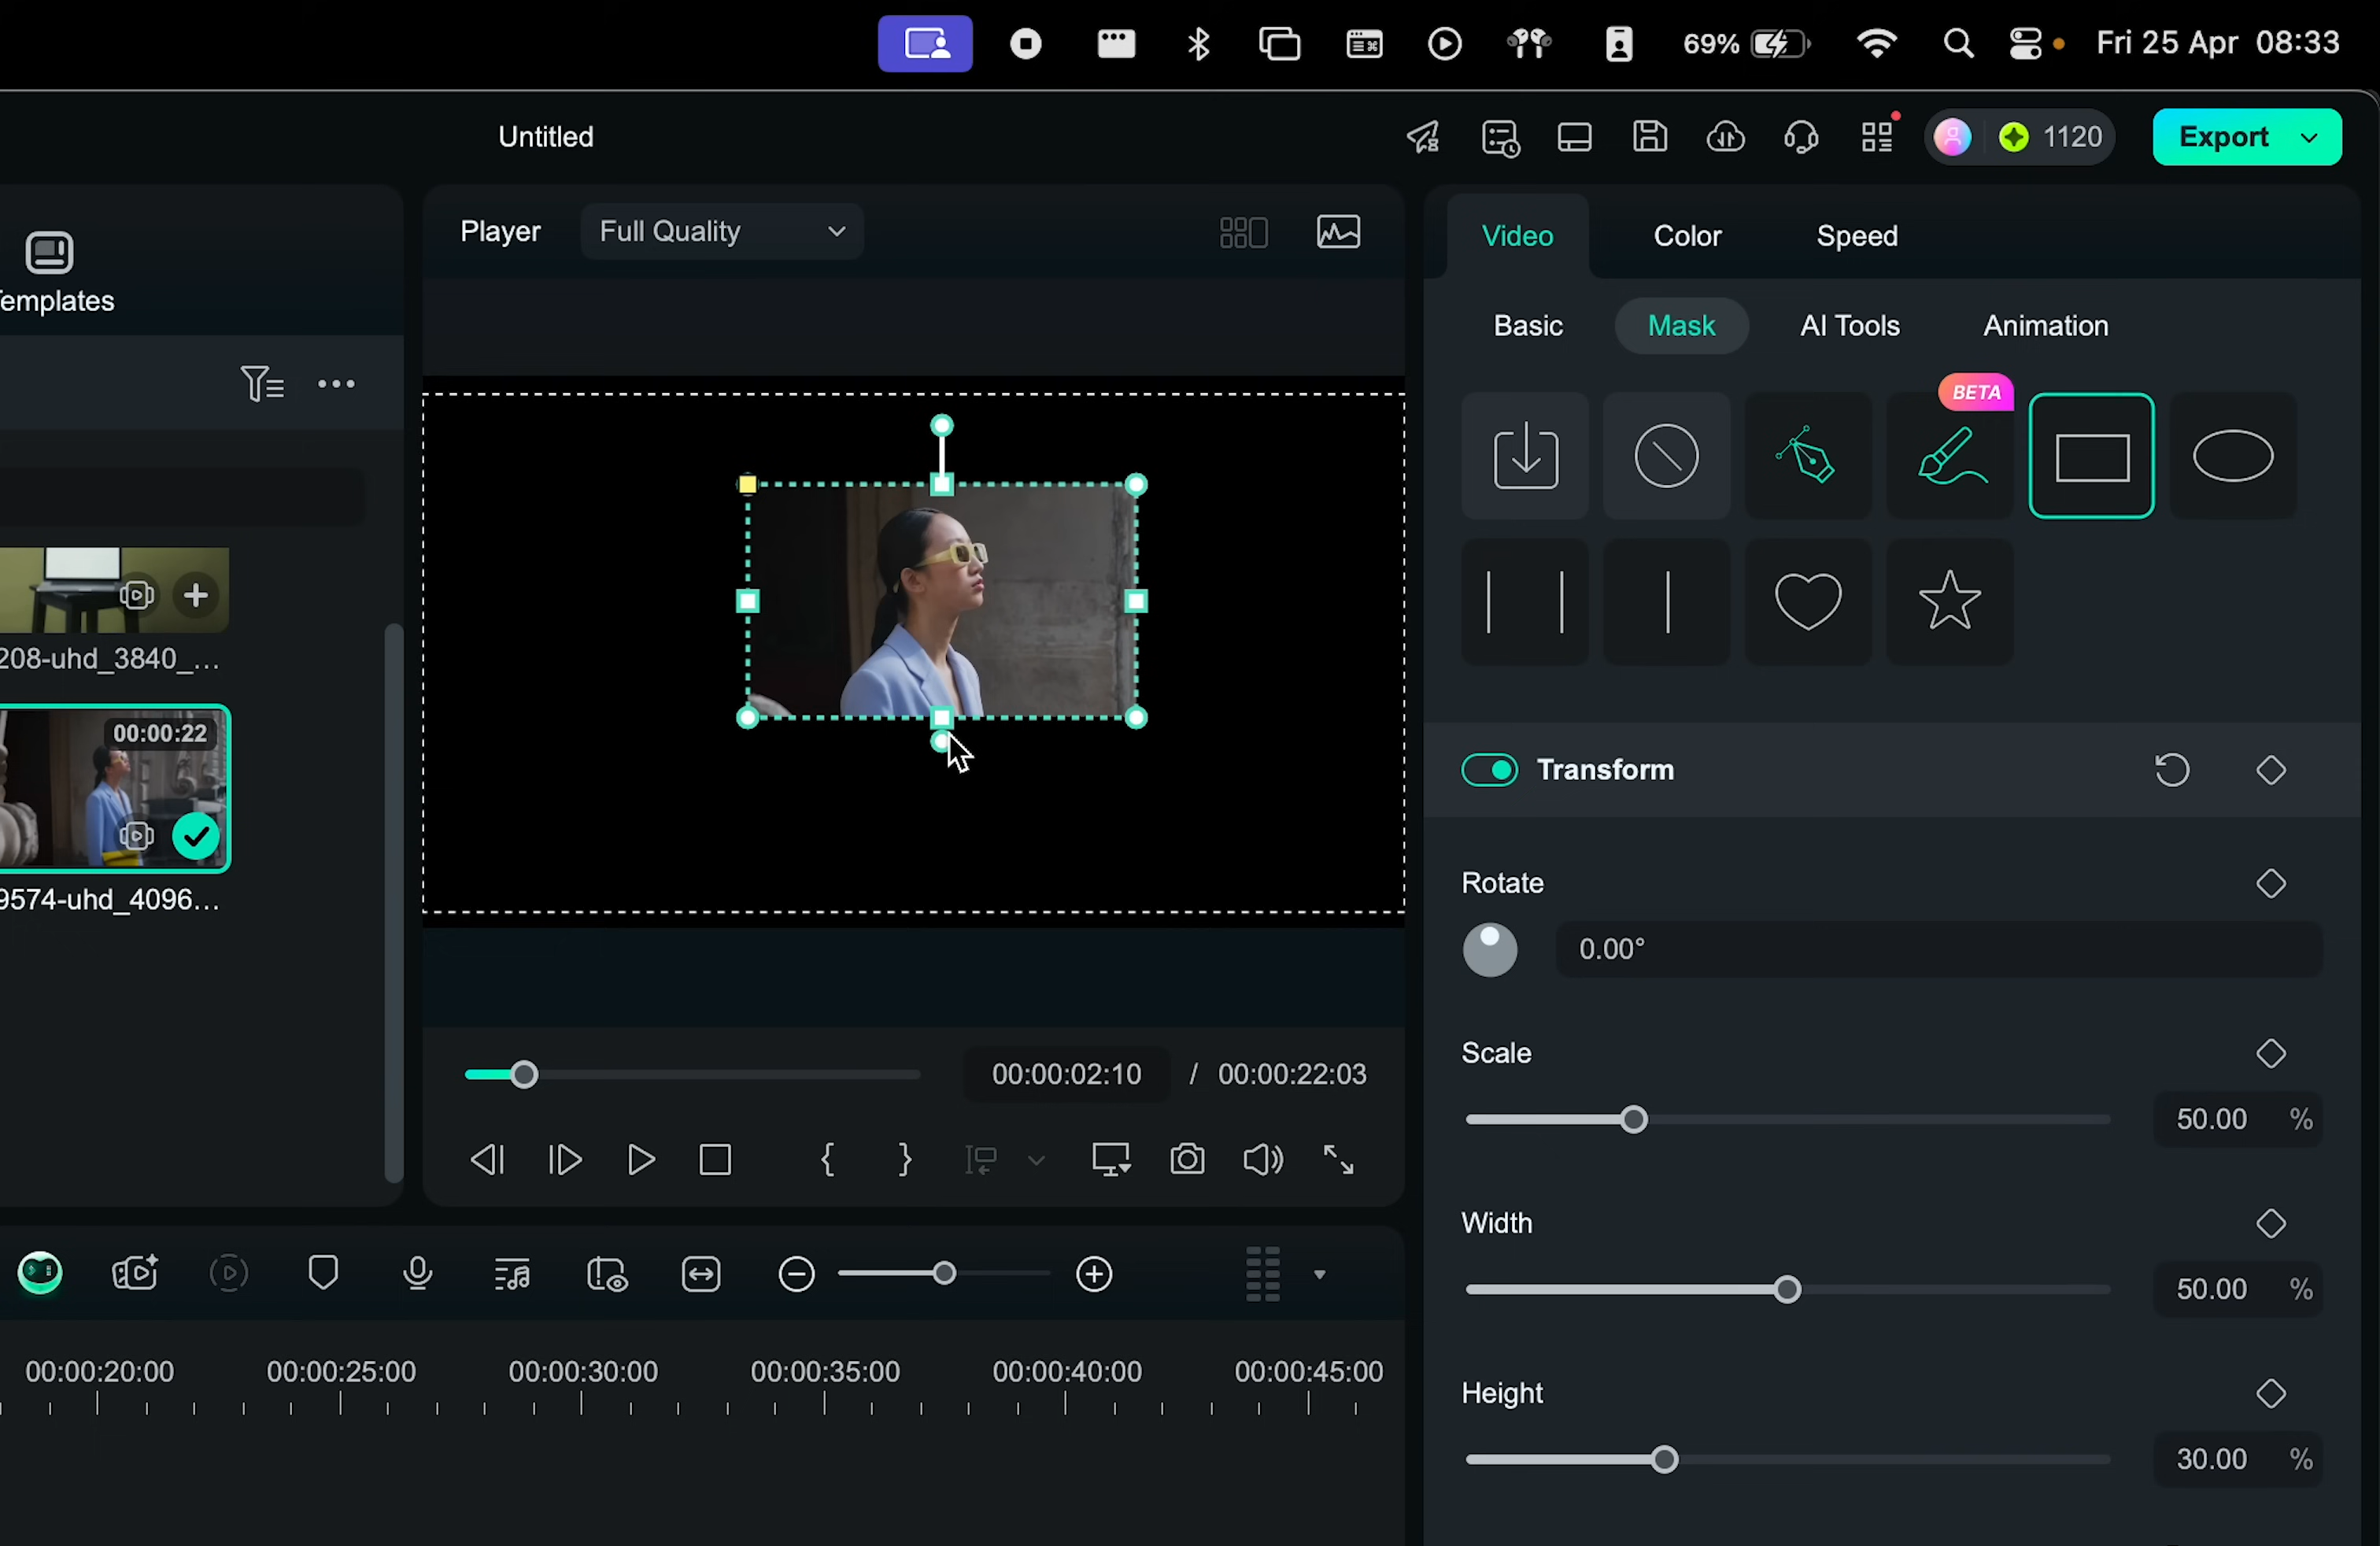 69%
Fri 25 Apr 08:33
Untitled
1120
Export
Templates
Player
Full Quality
Video
Color
Speed
Basic
Mask
AI Tools
Animation
BETA
208-uhd_3840_...
00:00:22
9574-uhd_4096...
Transform
Rotate
0.00°
Scale
50.00 %
Width
50.00 %
Height
30.00 %
00:00:02:10 / 00:00:22:03
00:00:20:00
00:00:25:00
00:00:30:00
00:00:35:00
00:00:40:00
00:00:45:00